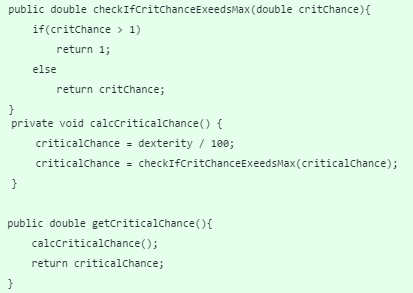 public double checkIfCritChanceExeedsMax(double critChance){
    if(critChance > 1)
        return 1;
    else
        return critChance;
}
private void calcCriticalChance() {
    criticalChance = dexterity / 100;
    criticalChance = checkIfCritChanceExeedsMax(criticalChance);
}
public double getCriticalChance(){
    calcCriticalChance();
    return criticalChance;
}